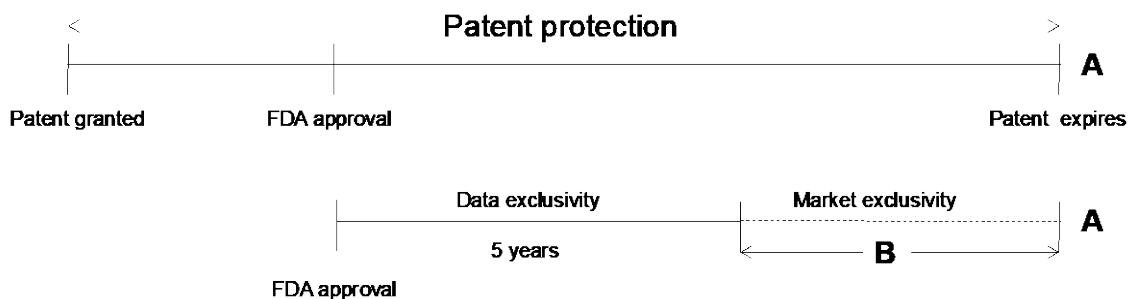 Patent protection
A
Patent granted FDA approval Patent expires
Data exclusivity Market exclusivity
A
5 years B
FDA approval